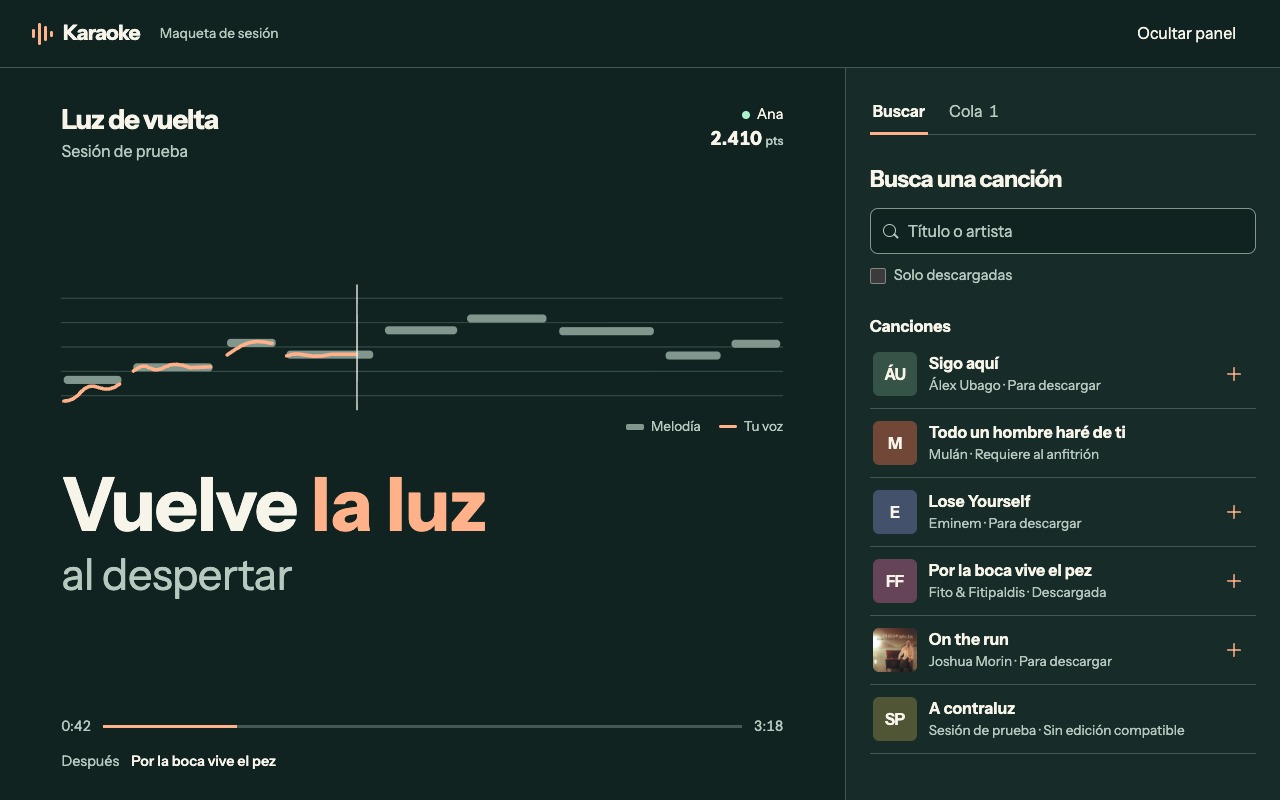 Karaoke
Maqueta de sesión
Ocultar panel
Luz de vuelta
Sesión de prueba
Ana
2.410 pts
Melodía
Tu voz
Vuelve la luz
al despertar
0:42
3:18
Después Por la boca vive el pez
Buscar
Cola 1
Busca una canción
Título o artista
Solo descargadas
Canciones
ÁU
Sigo aquí
Álex Ubago · Para descargar
M
Todo un hombre haré de ti
Mulán · Requiere al anfitrión
E
Lose Yourself
Eminem · Para descargar
FF
Por la boca vive el pez
Fito & Fitipaldis · Descargada
On the run
Joshua Morin · Para descargar
SP
A contraluz
Sesión de prueba · Sin edición compatible